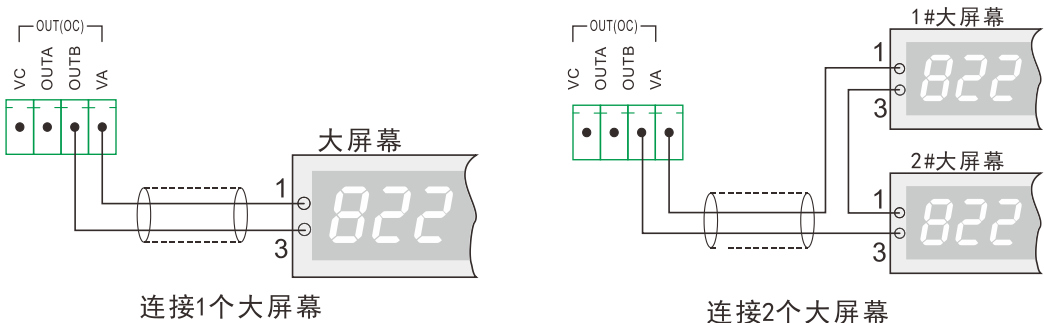 OUT(OC)
VC
OUTA
OUTB
VA
大屏幕
1
3
822
连接1个大屏幕
OUT(OC)
VC
OUTA
OUTB
VA
1#大屏幕
1
3
822
2#大屏幕
1
3
822
连接2个大屏幕